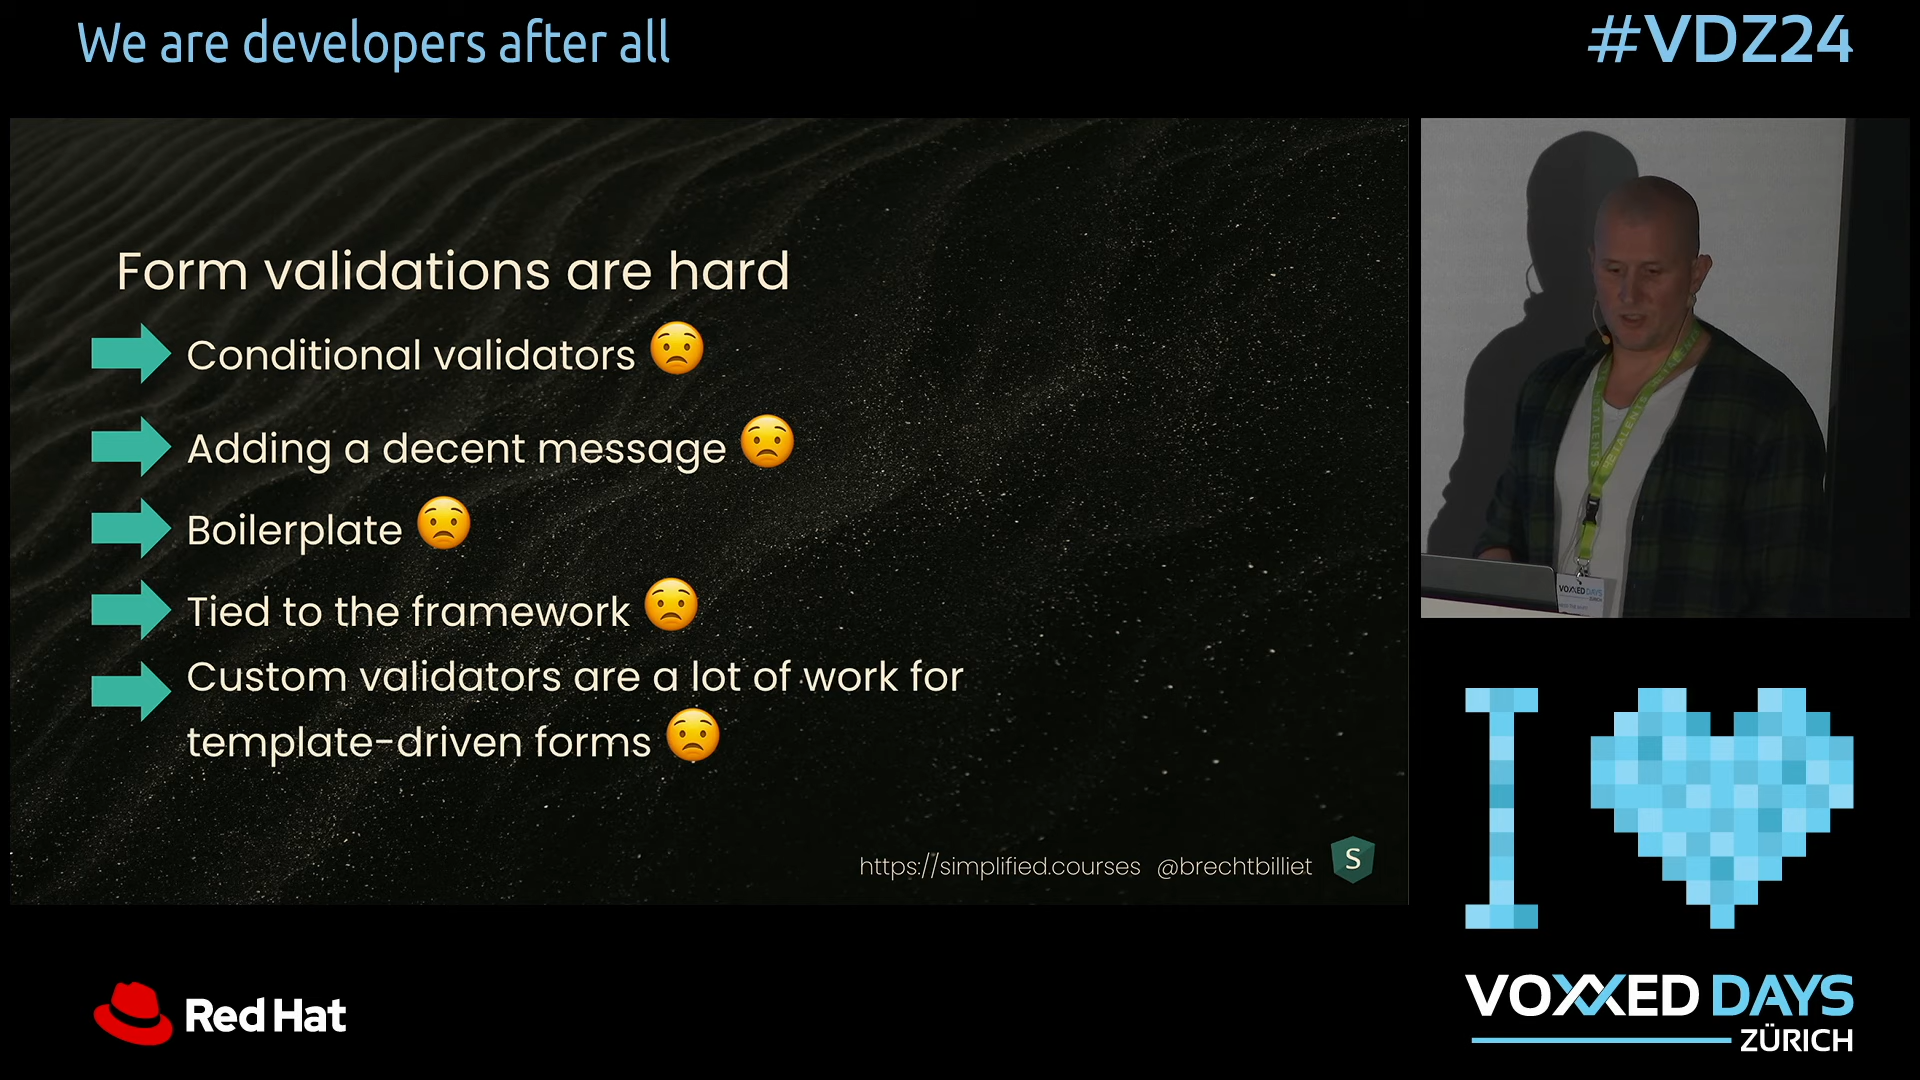 We are developers after all
#VDZ24
Form validations are hard
Conditional validators
Adding a decent message
Boilerplate
Tied to the framework
Custom validators are a lot of work for
template-driven forms
https://simplified.courses @brechtbilliet
S
VOXXED DAYS
I
Red Hat
VOXXED DAYS
ZÜRICH